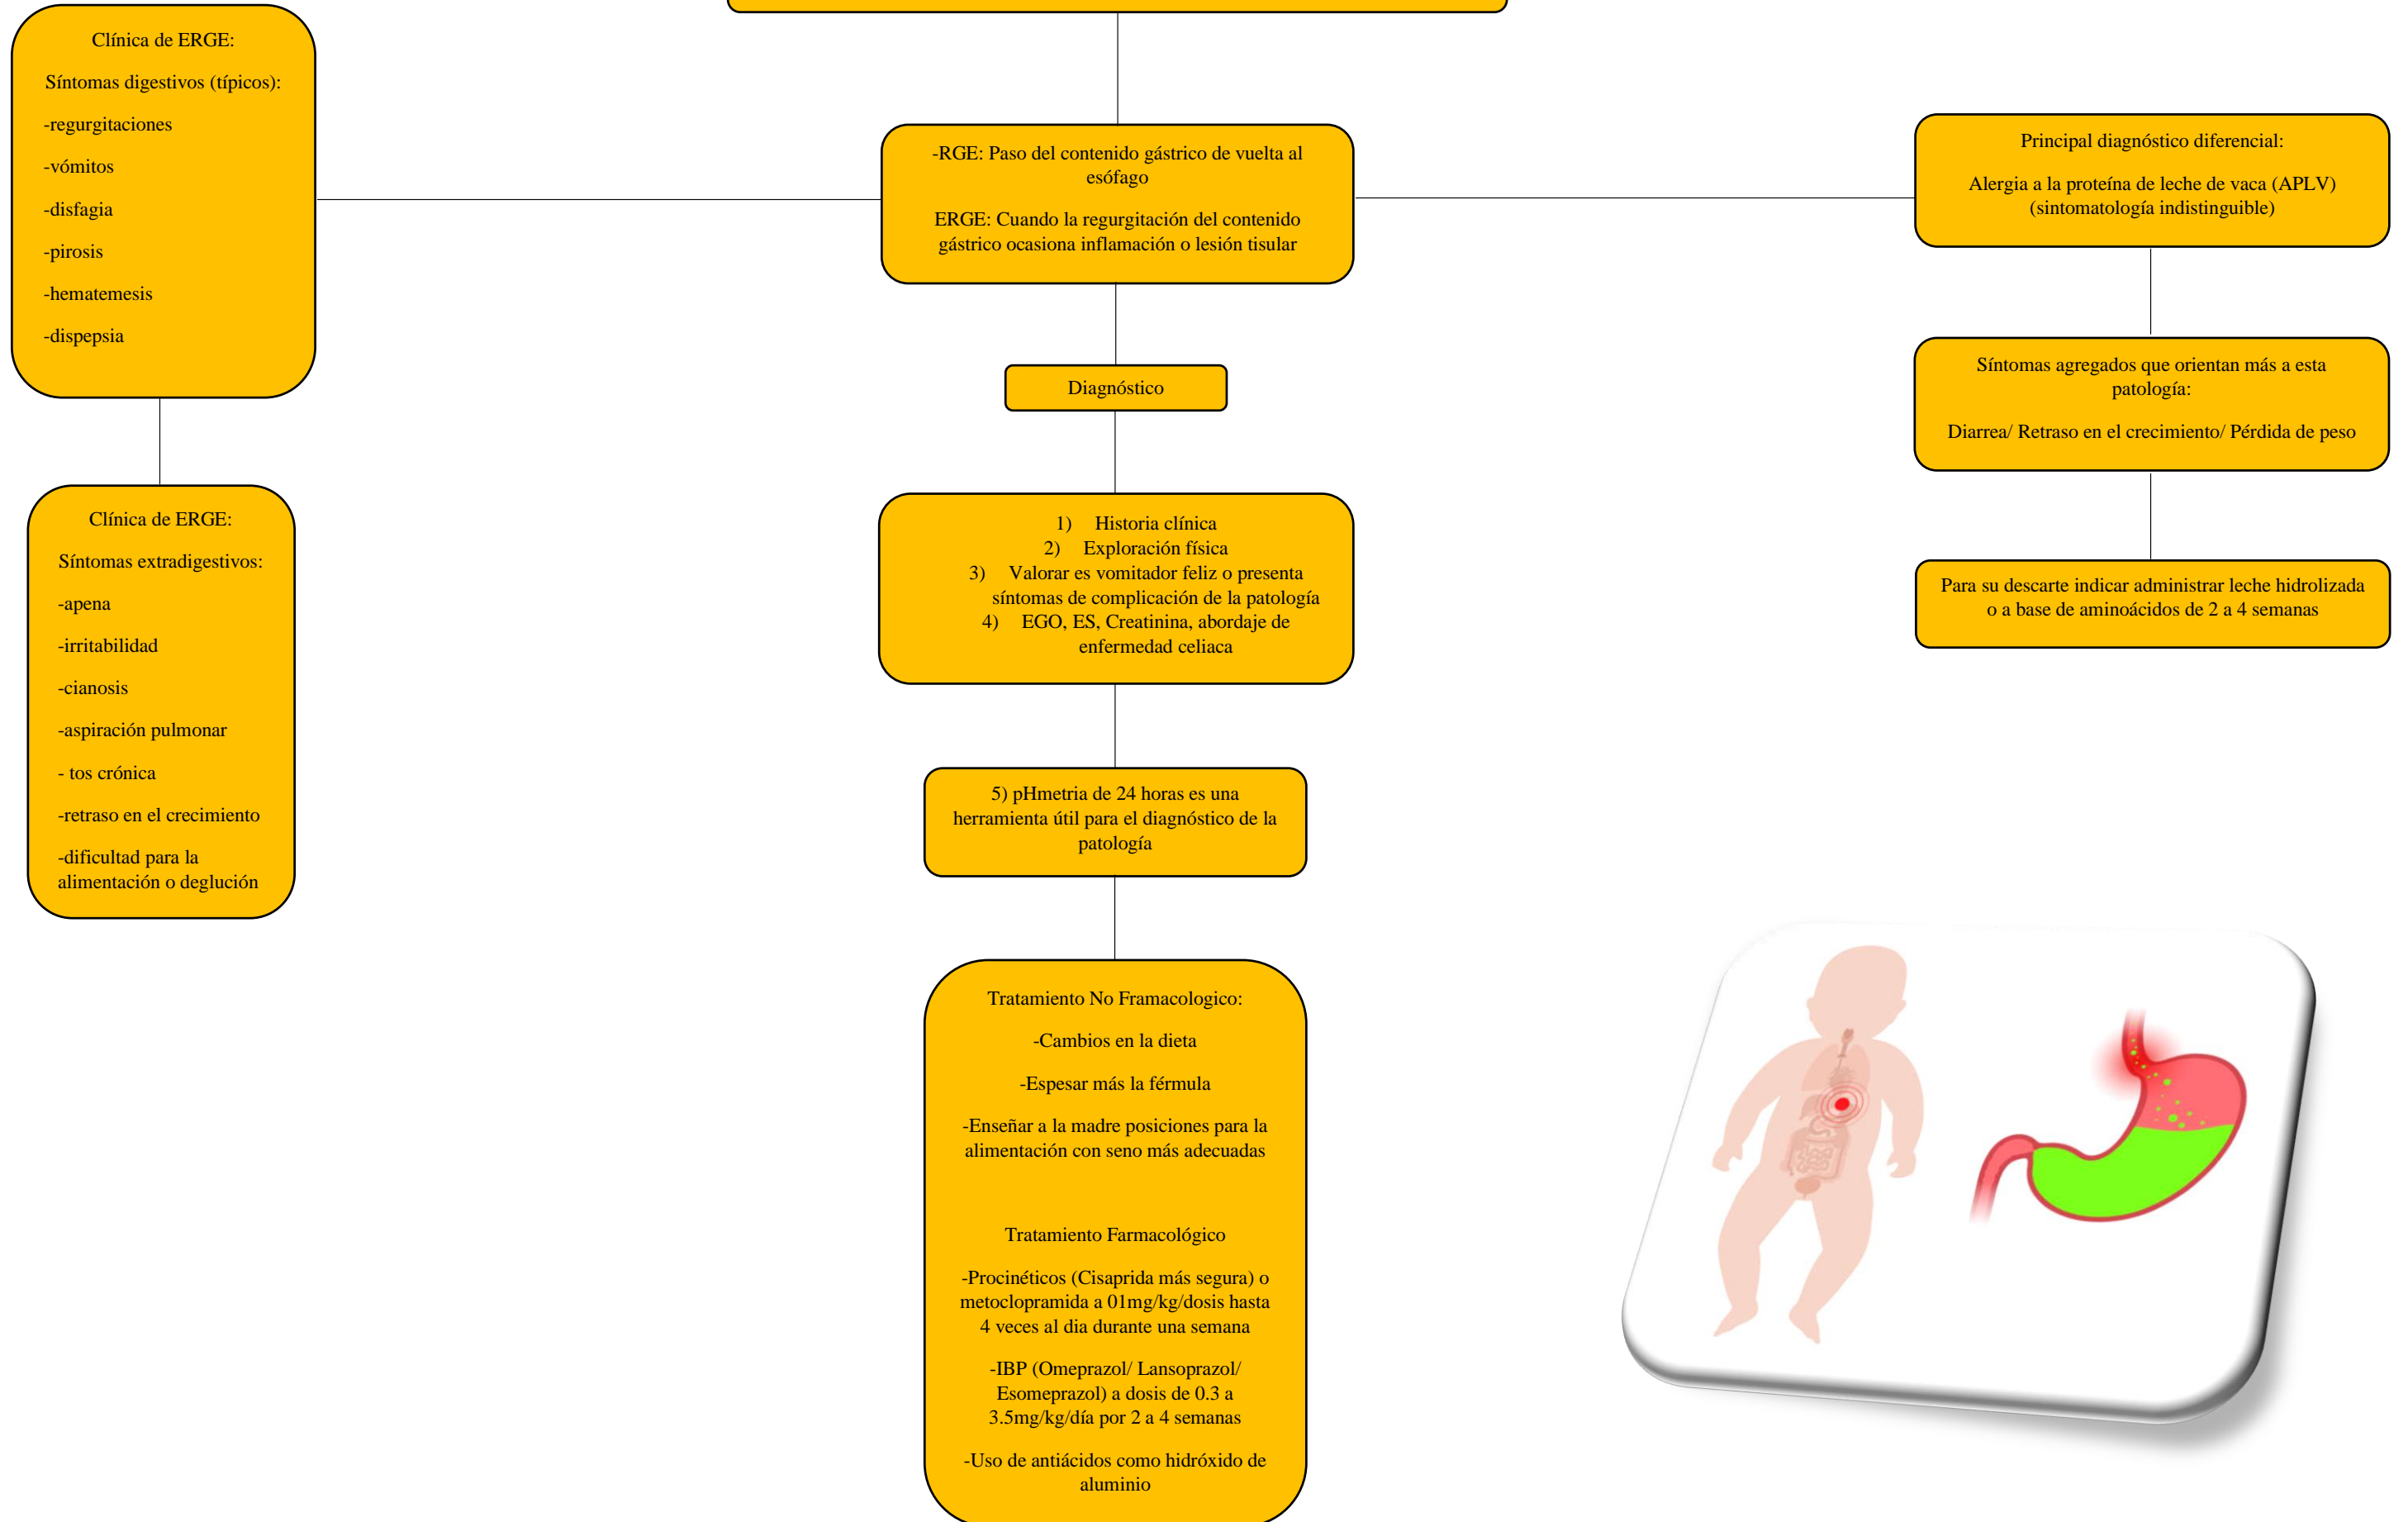 Clínica de ERGE:
Síntomas digestivos (típicos):
-regurgitaciones
-vómitos
-disfagia
-pirosis
-hematemesis
-dispepsia
Clínica de ERGE:
Síntomas extradigestivos:
-apena
-irritabilidad
-cianosis
-aspiración pulmonar
- tos crónica
-retraso en el crecimiento
-dificultad para la
alimentación o deglución
-RGE: Paso del contenido gástrico de vuelta al
esófago
ERGE: Cuando la regurgitación del contenido
gástrico ocasiona inflamación o lesión tisular
Diagnóstico
1) Historia clínica
2) Exploración física
3) Valorar es vomitador feliz o presenta
síntomas de complicación de la patología
4) EGO, ES, Creatinina, abordaje de
enfermedad celiaca
5) pHmetria de 24 horas es una
herramienta útil para el diagnóstico de la
patología
Tratamiento No Framacologico:
-Cambios en la dieta
-Espesar más la férmula
-Enseñar a la madre posiciones para la
alimentación con seno más adecuadas
Tratamiento Farmacológico
-Procinéticos (Cisaprida más segura) o
metoclopramida a 01mg/kg/dosis hasta
4 veces al dia durante una semana
-IBP (Omeprazol/ Lansoprazol/
Esomeprazol) a dosis de 0.3 a
3.5mg/kg/día por 2 a 4 semanas
-Uso de antiácidos como hidróxido de
aluminio
Principal diagnóstico diferencial:
Alergia a la proteína de leche de vaca (APLV)
(sintomatología indistinguible)
Síntomas agregados que orientan más a esta
patología:
Diarrea/ Retraso en el crecimiento/ Pérdida de peso
Para su descarte indicar administrar leche hidrolizada
o a base de aminoácidos de 2 a 4 semanas